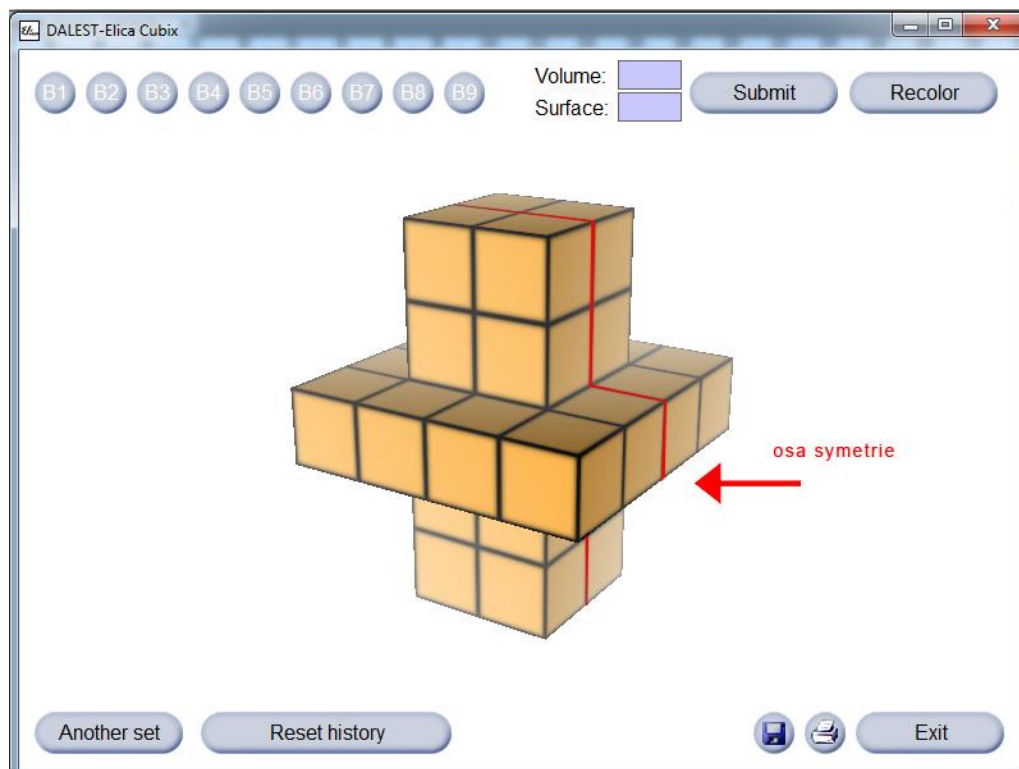 DALEST-Elica Cubix
B1 B2 B3 B4 B5 B6 B7 B8 B9
Volume:
Surface:
Submit
Recolor
osa symetrie
Another set
Reset history
Exit